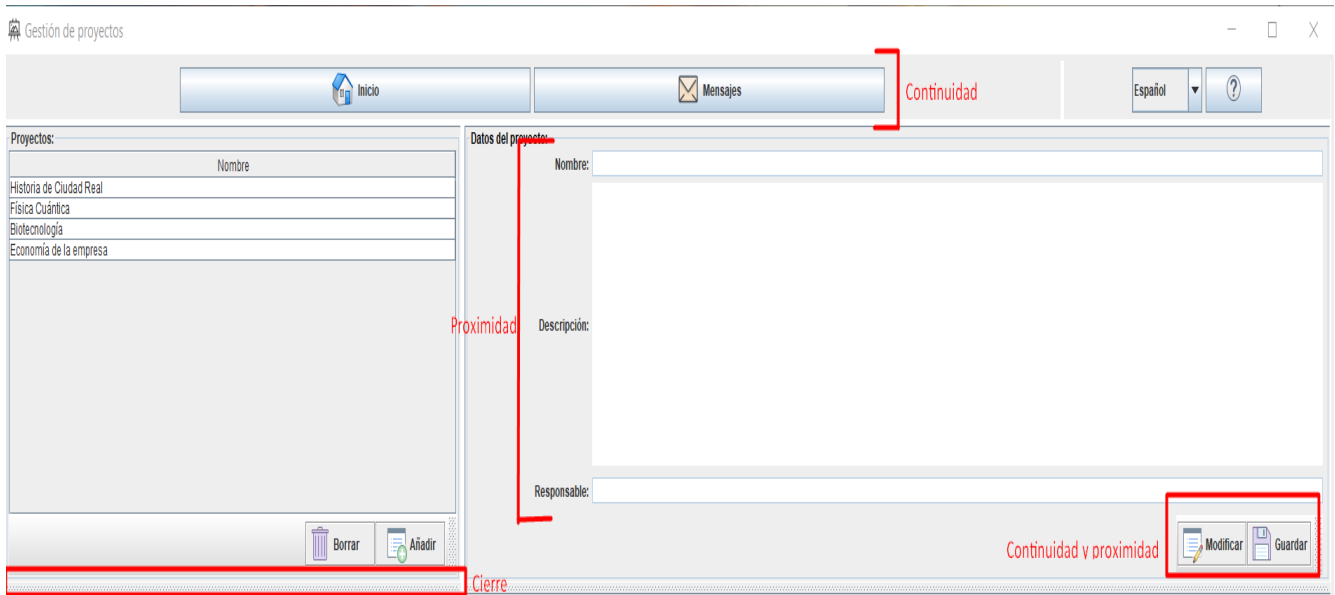 Gestión de proyectos
Inicio
Mensajes
Continuidad
Español
?
Proyectos:
Nombre
Historia de Ciudad Real
Física Cuántica
Biotecnología
Economía de la empresa
Borrar
Añadir
Cierre
Datos del proyecto:
Nombre:
Proximidad
Descripción:
Responsable:
Continuidad y proximidad
Modificar
Guardar